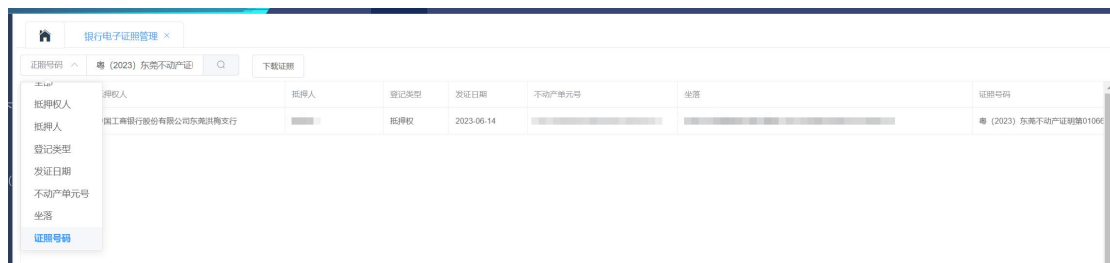 银行电子证照管理 ×
证照号码 粤（2023）东莞不动产证 下载证照
抵押权人 抵押人 登记类型 发证日期 不动产单元号 坐落 证照号码
中国工商银行股份有限公司东莞洪梅支行 抵押权 2023-06-14 粤（2023）东莞不动产证明第01066
全部
抵押权人
抵押人
登记类型
发证日期
不动产单元号
坐落
证照号码